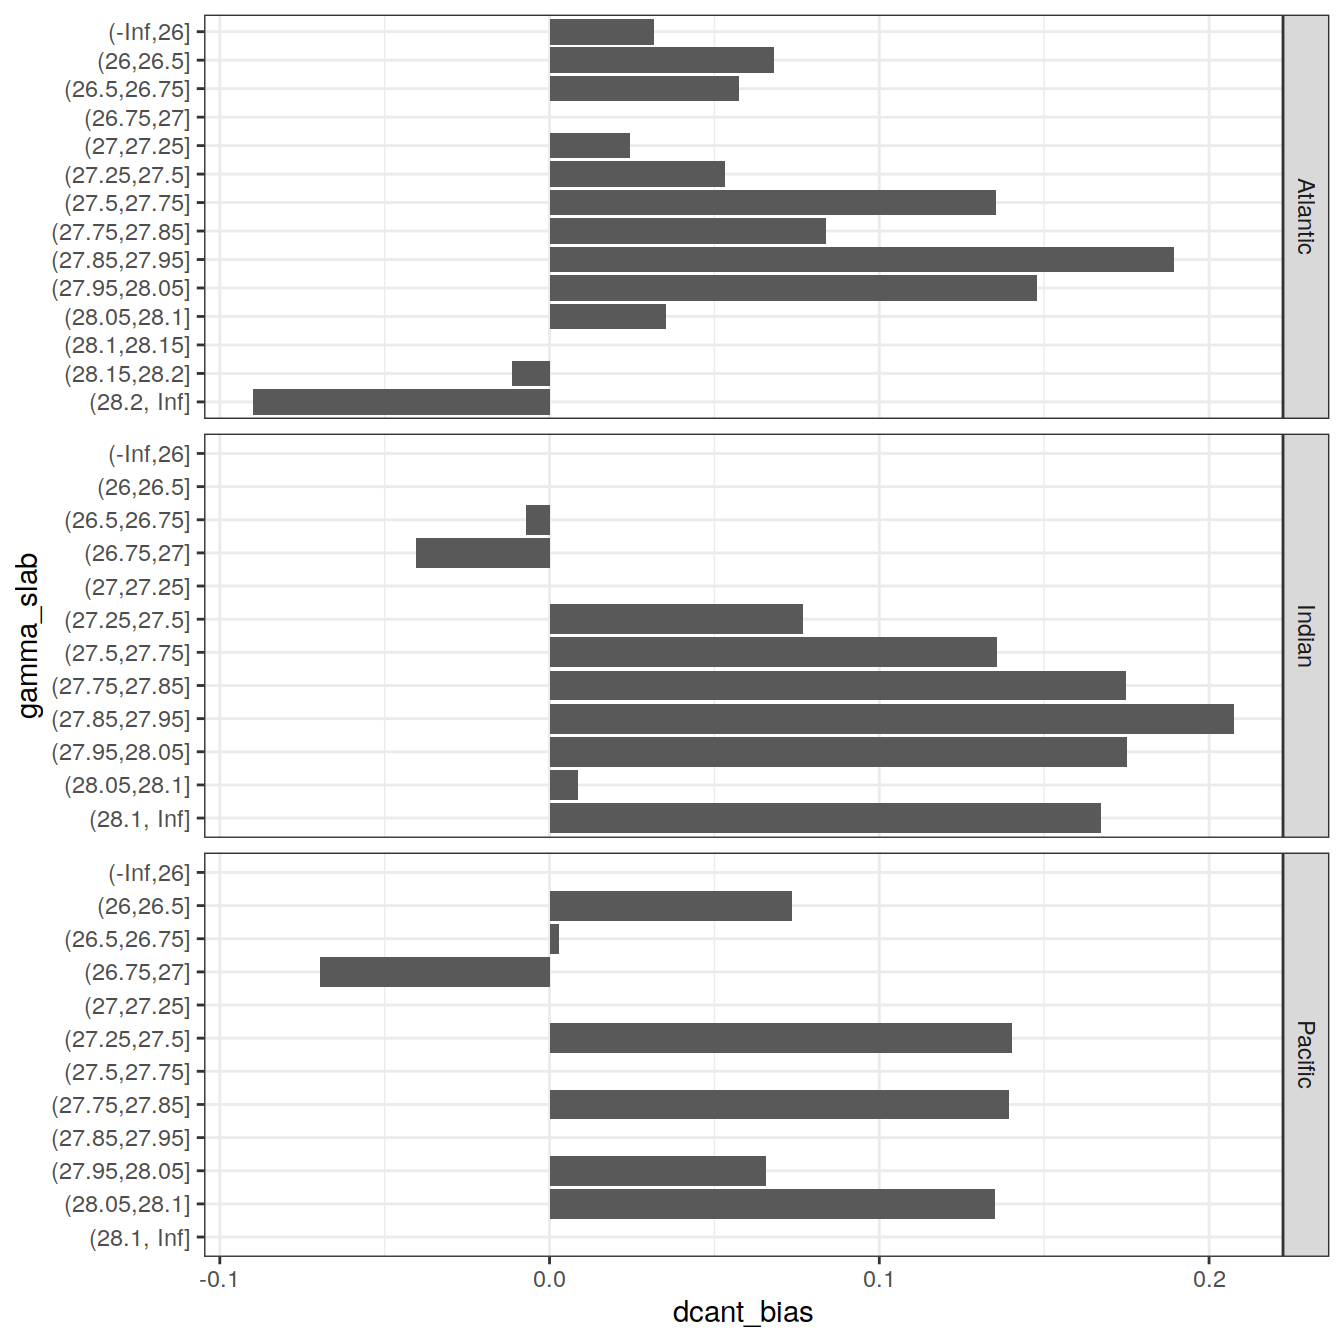 (-Inf,26]
(26,26.5]
(26.5,26.75]
(26.75,27]
(27,27.25]
(27.25,27.5]
(27.5,27.75]
(27.75,27.85]
(27.85,27.95]
(27.95,28.05]
(28.05,28.1]
(28.1,28.15]
(28.15,28.2]
(28.2, Inf]
Atlantic
(-Inf,26]
(26,26.5]
(26.5,26.75]
(26.75,27]
(27,27.25]
(27.25,27.5]
(27.5,27.75]
(27.75,27.85]
(27.85,27.95]
(27.95,28.05]
(28.05,28.1]
(28.1, Inf]
Indian
gamma_slab
(-Inf,26]
(26,26.5]
(26.5,26.75]
(26.75,27]
(27,27.25]
(27.25,27.5]
(27.5,27.75]
(27.75,27.85]
(27.85,27.95]
(27.95,28.05]
(28.05,28.1]
(28.1, Inf]
Pacific
-0.1 0.0 0.1 0.2
dcant_bias